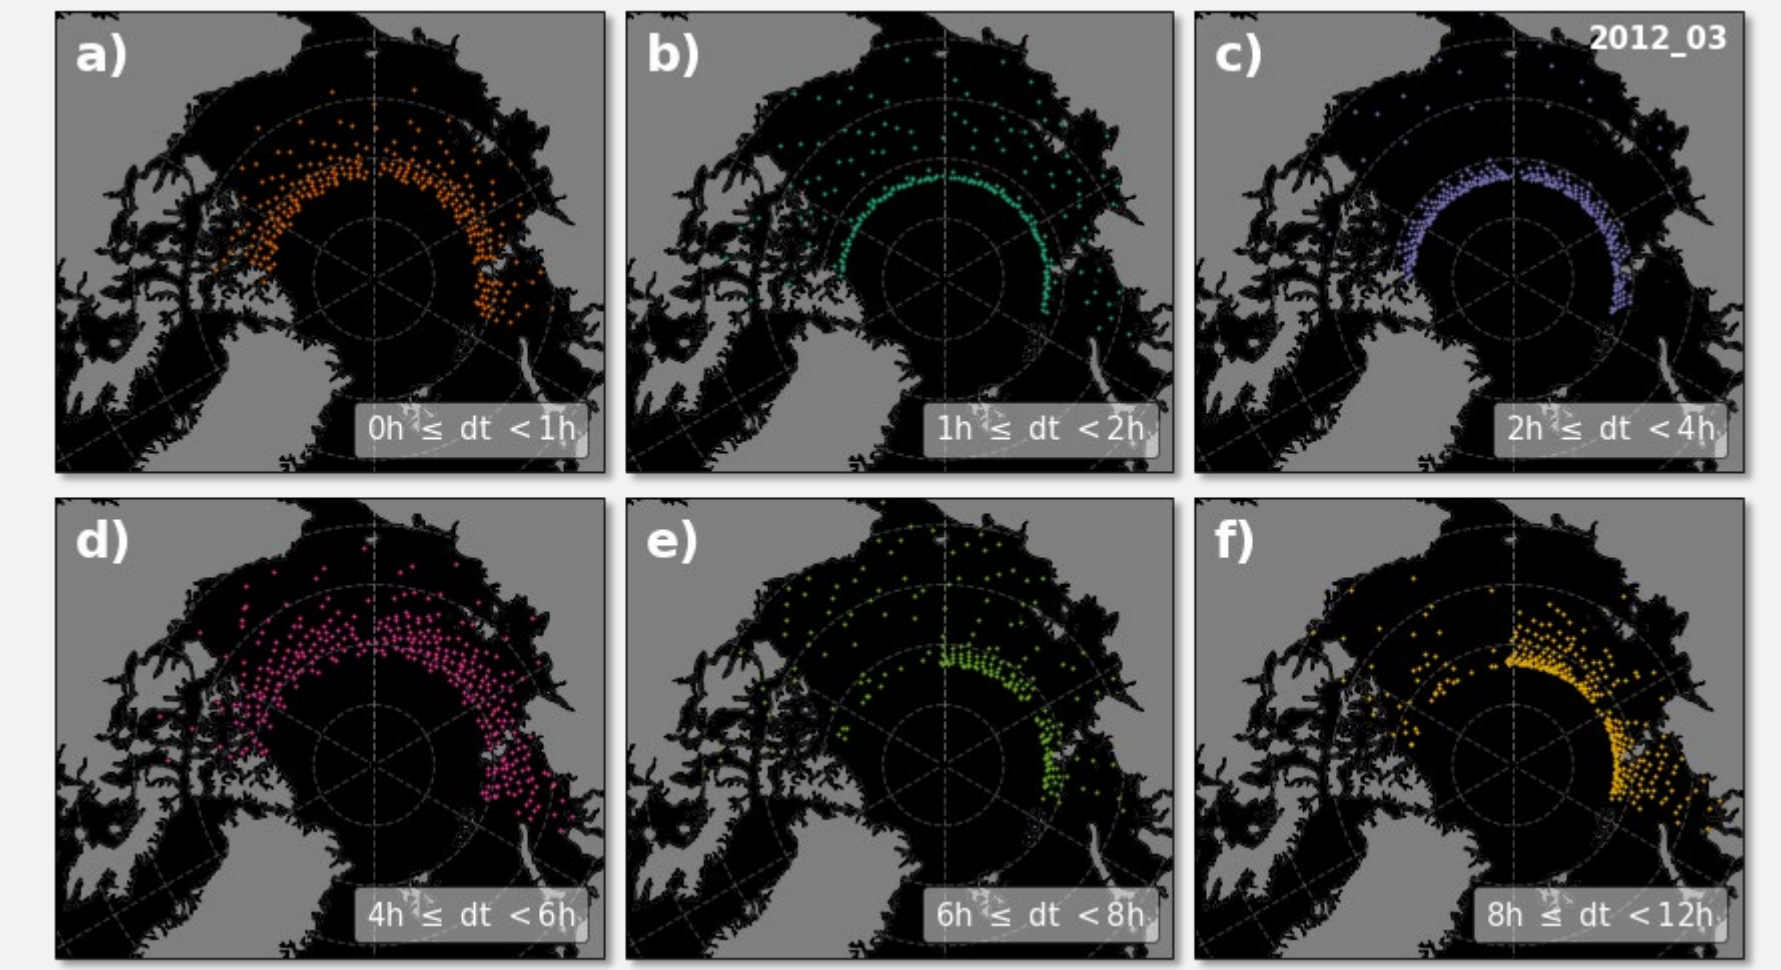 a)
b)
c)
2012_03
0h ≤ dt < 1h
1h ≤ dt < 2h
2h ≤ dt < 4h
d)
e)
f)
4h ≤ dt < 6h
6h ≤ dt < 8h
8h ≤ dt < 12h